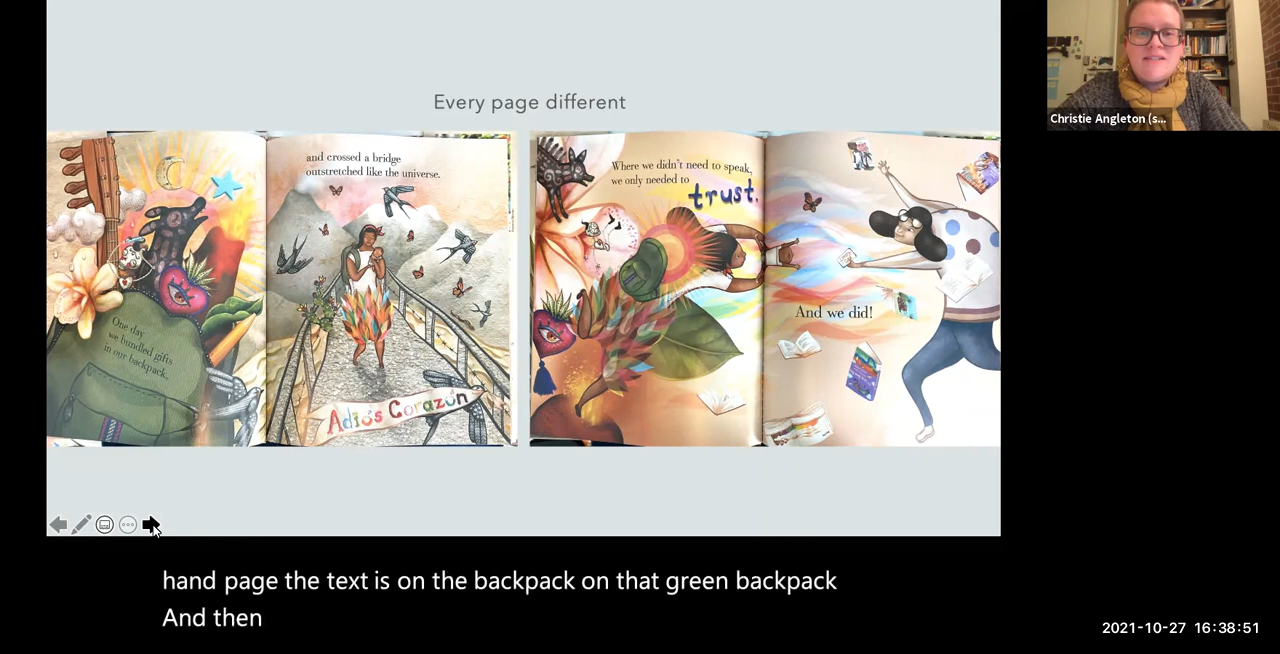 Every page different
One day
we bundled gifts
in our backpack,
and crossed a bridge
outstretched like the universe.
Adiós Corazón
Where we didn't need to speak,
we only needed to
trust.
And we did!
Christie Angleton (s...
hand page the text is on the backpack on that green backpack
And then
2021-10-27 16:38:51